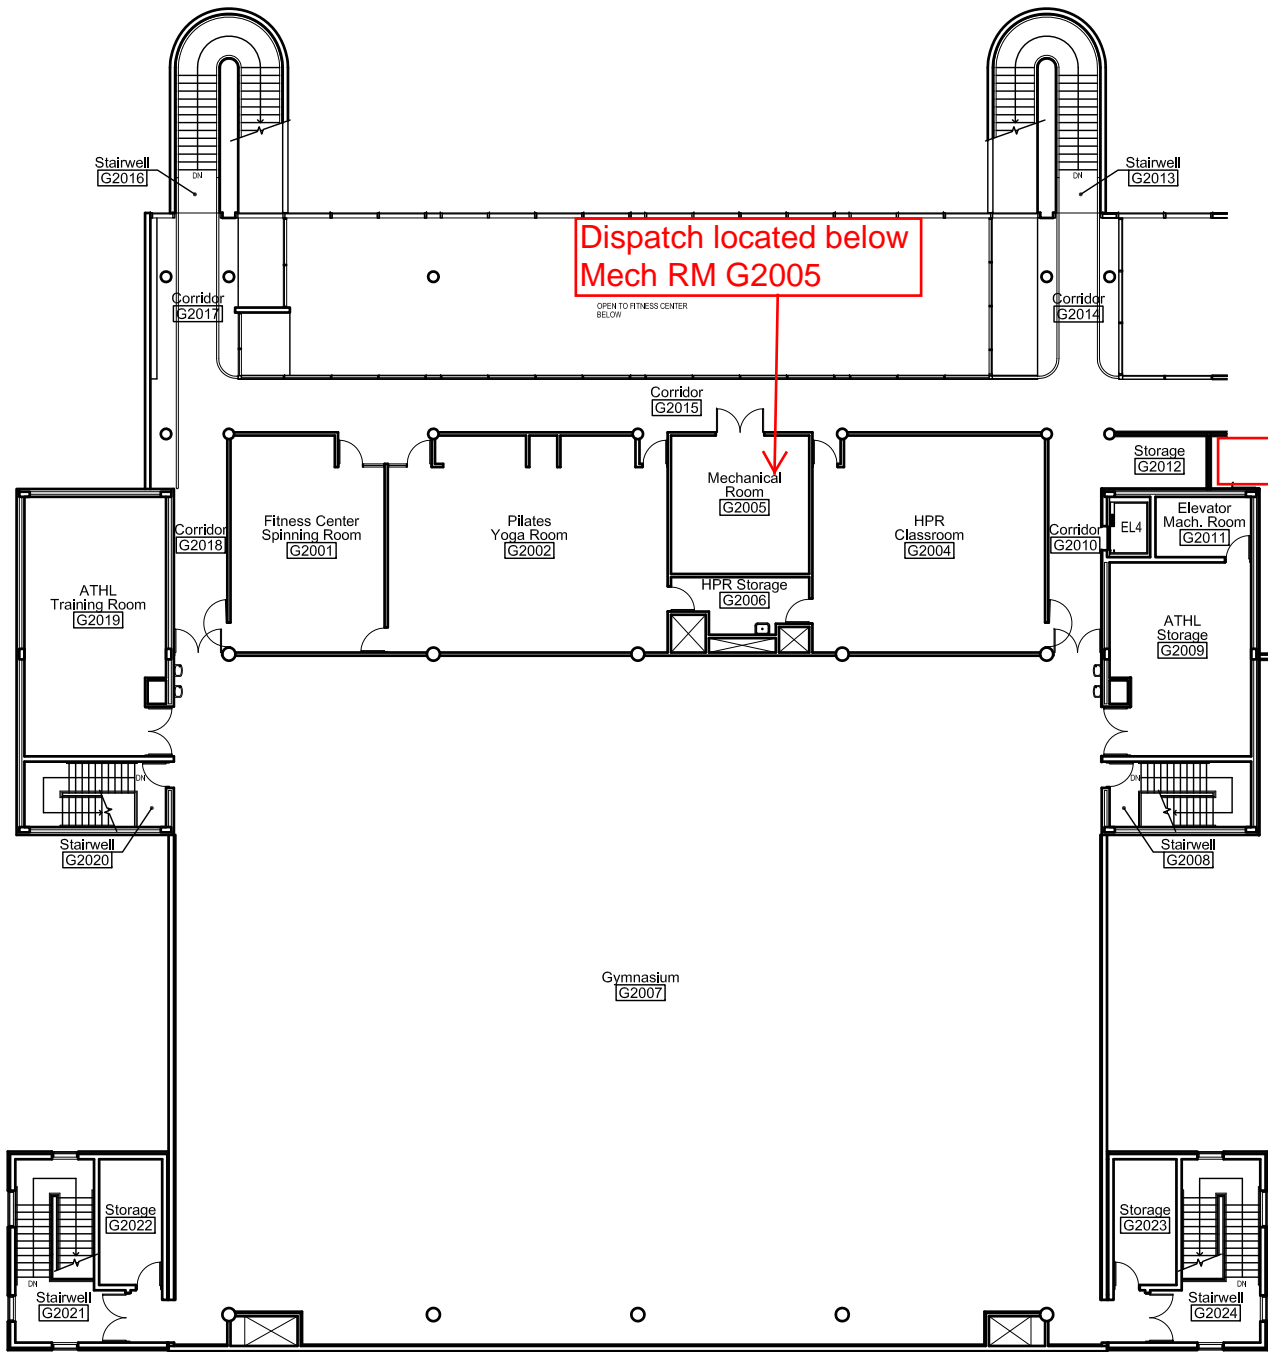 Stairwell
G2016
DN
Stairwell
G2013
DN
Dispatch located below
Mech RM G2005
OPEN TO FITNESS CENTER
BELOW
Corridor
G2017
Corridor
G2014
Corridor
G2015
Storage
G2012
Mechanical
Room
G2005
Fitness Center
Spinning Room
G2001
Pilates
Yoga Room
G2002
HPR
Classroom
G2004
Corridor
G2018
Corridor
G2010
EL4
Elevator
Mach. Room
G2011
HPR Storage
G2006
ATHL
Training Room
G2019
ATHL
Storage
G2009
DN
DN
Stairwell
G2020
Stairwell
G2008
Gymnasium
G2007
Storage
G2022
Storage
G2023
DN
DN
Stairwell
G2021
Stairwell
G2024